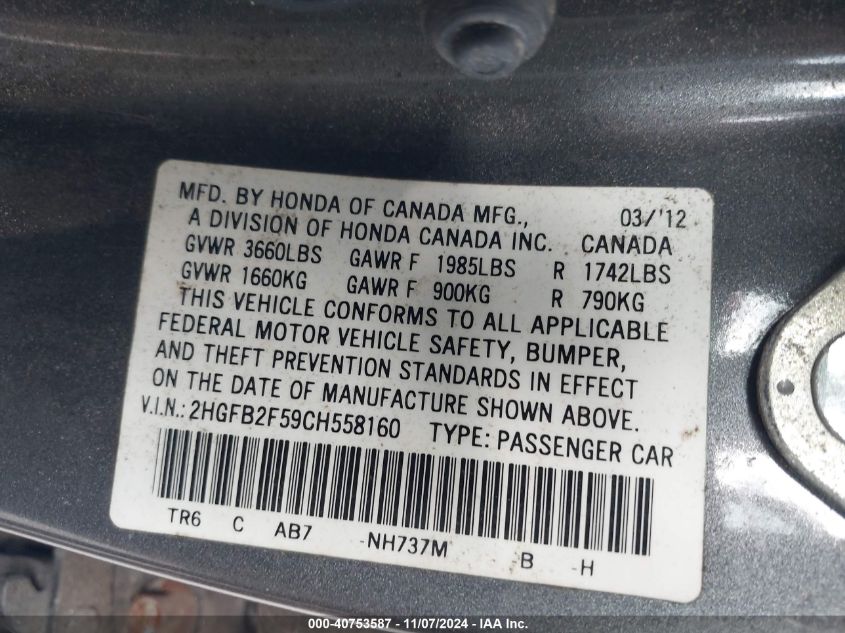 MFD. BY HONDA OF CANADA MFG., 03/'12
A DIVISION OF HONDA CANADA INC. CANADA
GVWR 3660LBS GAWR F 1985LBS R 1742LBS
GVWR 1660KG GAWR F 900KG R 790KG
THIS VEHICLE CONFORMS TO ALL APPLICABLE
FEDERAL MOTOR VEHICLE SAFETY, BUMPER,
AND THEFT PREVENTION STANDARDS IN EFFECT
ON THE DATE OF MANUFACTURE SHOWN ABOVE.
V.I.N.: 2HGFB2F59CH558160 TYPE: PASSENGER CAR
TR6 C AB7 -NH737M B -H
000-40753587 - 11/07/2024 - IAA Inc.